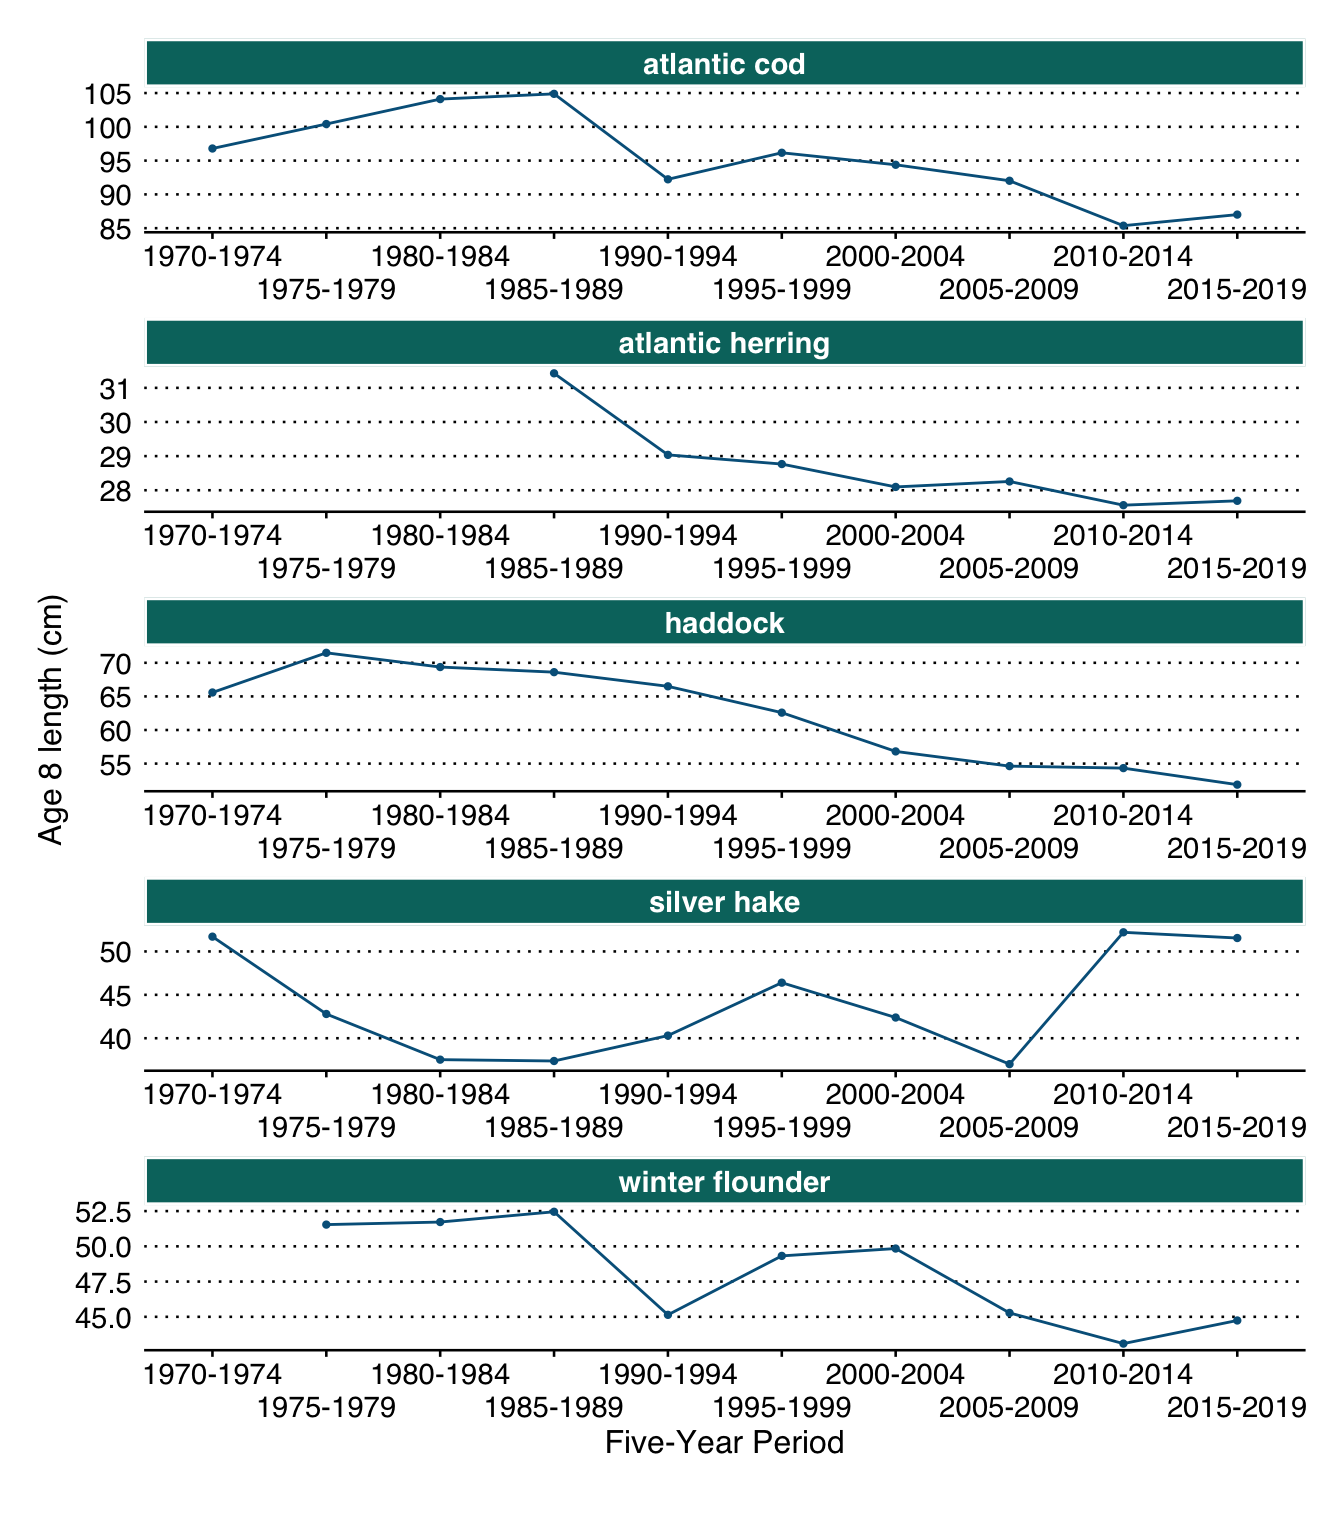 atlantic cod
105
100
95
90
85
1970-1974 1980-1984 1990-1994 2000-2004 2010-2014
1975-1979 1985-1989 1995-1999 2005-2009 2015-2019
atlantic herring
31
30
29
28
1970-1974 1980-1984 1990-1994 2000-2004 2010-2014
1975-1979 1985-1989 1995-1999 2005-2009 2015-2019
Age 8 length (cm)
haddock
70
65
60
55
1970-1974 1980-1984 1990-1994 2000-2004 2010-2014
1975-1979 1985-1989 1995-1999 2005-2009 2015-2019
silver hake
50
45
40
1970-1974 1980-1984 1990-1994 2000-2004 2010-2014
1975-1979 1985-1989 1995-1999 2005-2009 2015-2019
winter flounder
52.5
50.0
47.5
45.0
1970-1974 1980-1984 1990-1994 2000-2004 2010-2014
1975-1979 1985-1989 1995-1999 2005-2009 2015-2019
Five-Year Period